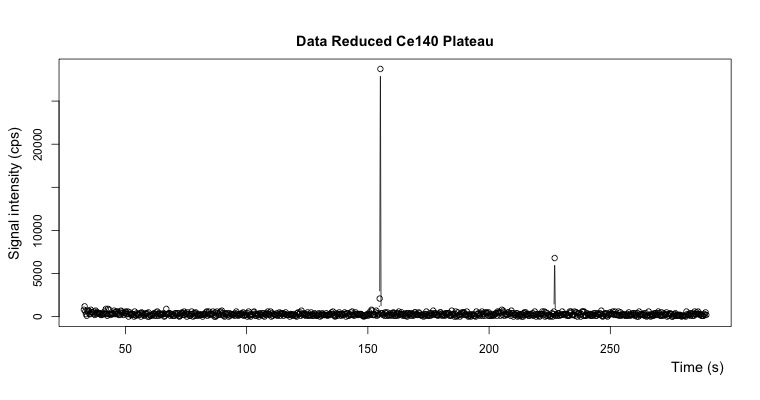 Data Reduced Ce140 Plateau
Signal intensity (cps)
20000
10000
5000
0
50 100 150 200 250
Time (s)